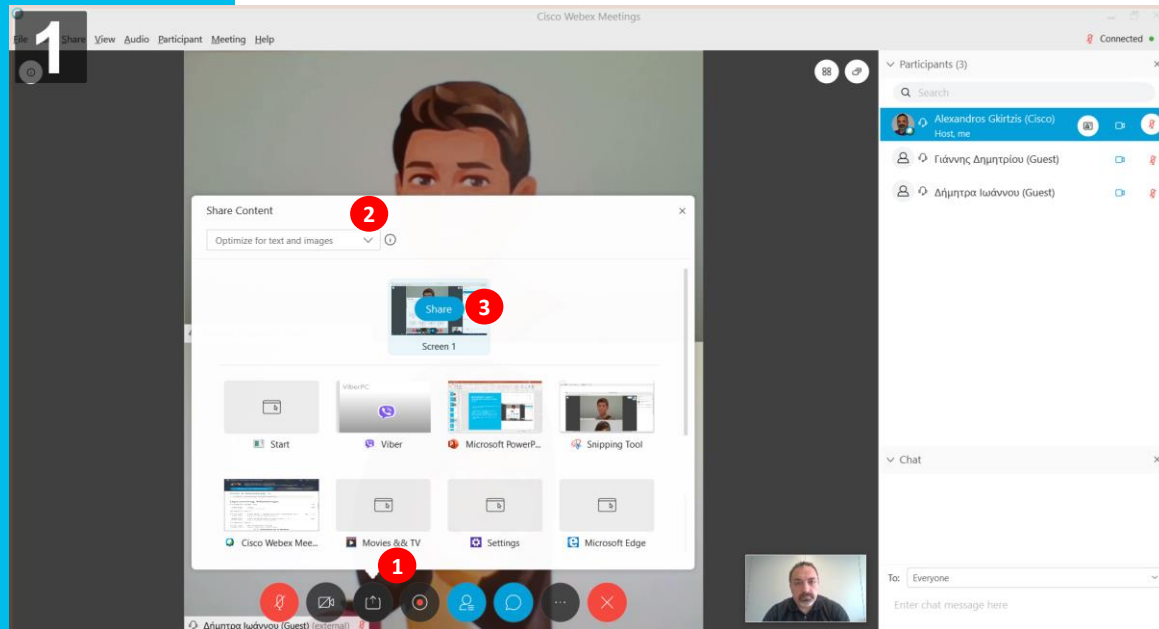 1
Cisco Webex Meetings
File Share View Audio Participant Meeting Help
Connected
Participants (3)
Search
Alexandros Gkirtzis (Cisco)
Host, me
Γιάννης Δημητρίου (Guest)
Δήμητρα Ιωάννου (Guest)
Share Content
2
Optimize for text and images
Share
3
Screen 1
ViberPC
Start
Viber
Microsoft PowerP...
Snipping Tool
Cisco Webex Mee...
Movies && TV
Settings
Microsoft Edge
1
Δήμητρα Ιωάννου (Guest) (external)
Chat
To: Everyone
Enter chat message here